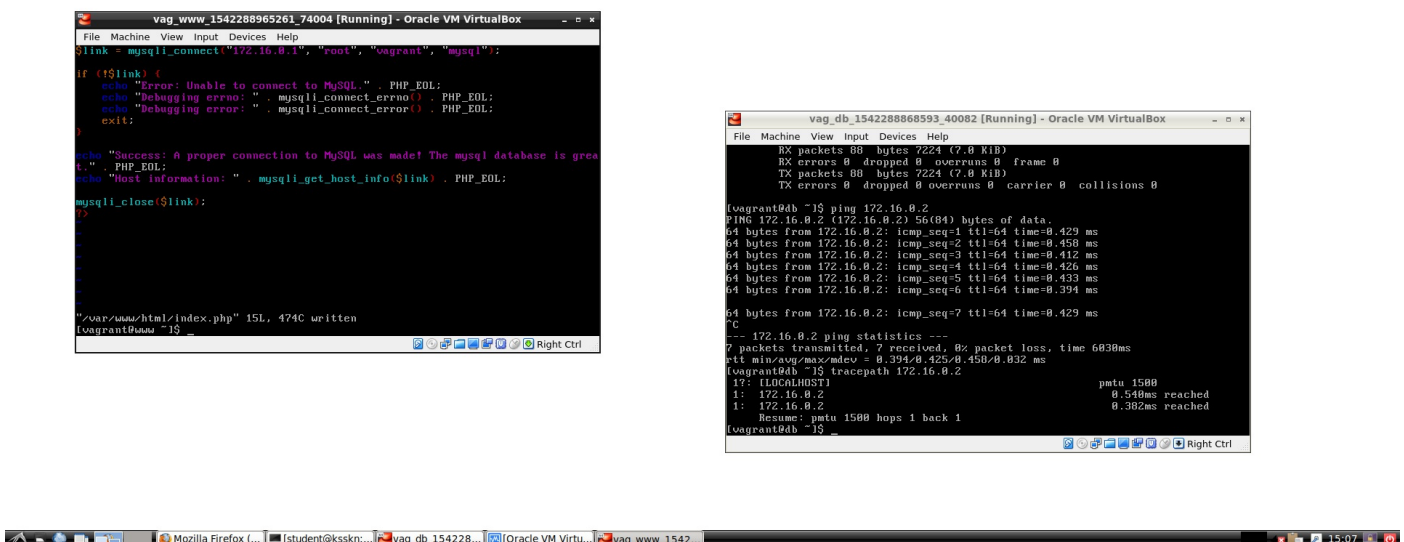 vag_www_1542288965261_74004 [Running] - Oracle VM VirtualBox
File Machine View Input Devices Help
$link = mysqli_connect("172.16.0.1", "root", "vagrant", "mysql");
if (!$link) {
    echo "Error: Unable to connect to MySQL." . PHP_EOL;
    echo "Debugging errno: " . mysqli_connect_errno() . PHP_EOL;
    echo "Debugging error: " . mysqli_connect_error() . PHP_EOL;
    exit;
}
echo "Success: A proper connection to MySQL was made! The mysql database is grea
t." . PHP_EOL;
echo "Host information: " . mysqli_get_host_info($link) . PHP_EOL;
mysqli_close($link);
?>
~
~
~
~
~
~
~
"/var/www/html/index.php" 15L, 474C written
[vagrant@www ~]$ _
Right Ctrl
vag_db_1542288868593_40082 [Running] - Oracle VM VirtualBox
File Machine View Input Devices Help
RX packets 88  bytes 7224 (7.0 KiB)
RX errors 0  dropped 0  overruns 0  frame 0
TX packets 88  bytes 7224 (7.0 KiB)
TX errors 0  dropped 0 overruns 0  carrier 0  collisions 0
[vagrant@db ~]$ ping 172.16.0.2
PING 172.16.0.2 (172.16.0.2) 56(84) bytes of data.
64 bytes from 172.16.0.2: icmp_seq=1 ttl=64 time=0.429 ms
64 bytes from 172.16.0.2: icmp_seq=2 ttl=64 time=0.458 ms
64 bytes from 172.16.0.2: icmp_seq=3 ttl=64 time=0.412 ms
64 bytes from 172.16.0.2: icmp_seq=4 ttl=64 time=0.426 ms
64 bytes from 172.16.0.2: icmp_seq=5 ttl=64 time=0.433 ms
64 bytes from 172.16.0.2: icmp_seq=6 ttl=64 time=0.394 ms
64 bytes from 172.16.0.2: icmp_seq=7 ttl=64 time=0.429 ms
^C
--- 172.16.0.2 ping statistics ---
7 packets transmitted, 7 received, 0% packet loss, time 6030ms
rtt min/avg/max/mdev = 0.394/0.425/0.458/0.032 ms
[vagrant@db ~]$ tracepath 172.16.0.2
1?: [LOCALHOST] pmtu 1500
1: 172.16.0.2 0.540ms reached
1: 172.16.0.2 0.382ms reached
Resume: pmtu 1500 hops 1 back 1
[vagrant@db ~]$ _
Right Ctrl
Mozilla Firefox (... [student@ksskn:... vag_db_154228... [Oracle VM Virtu... vag_www_1542... 15:07